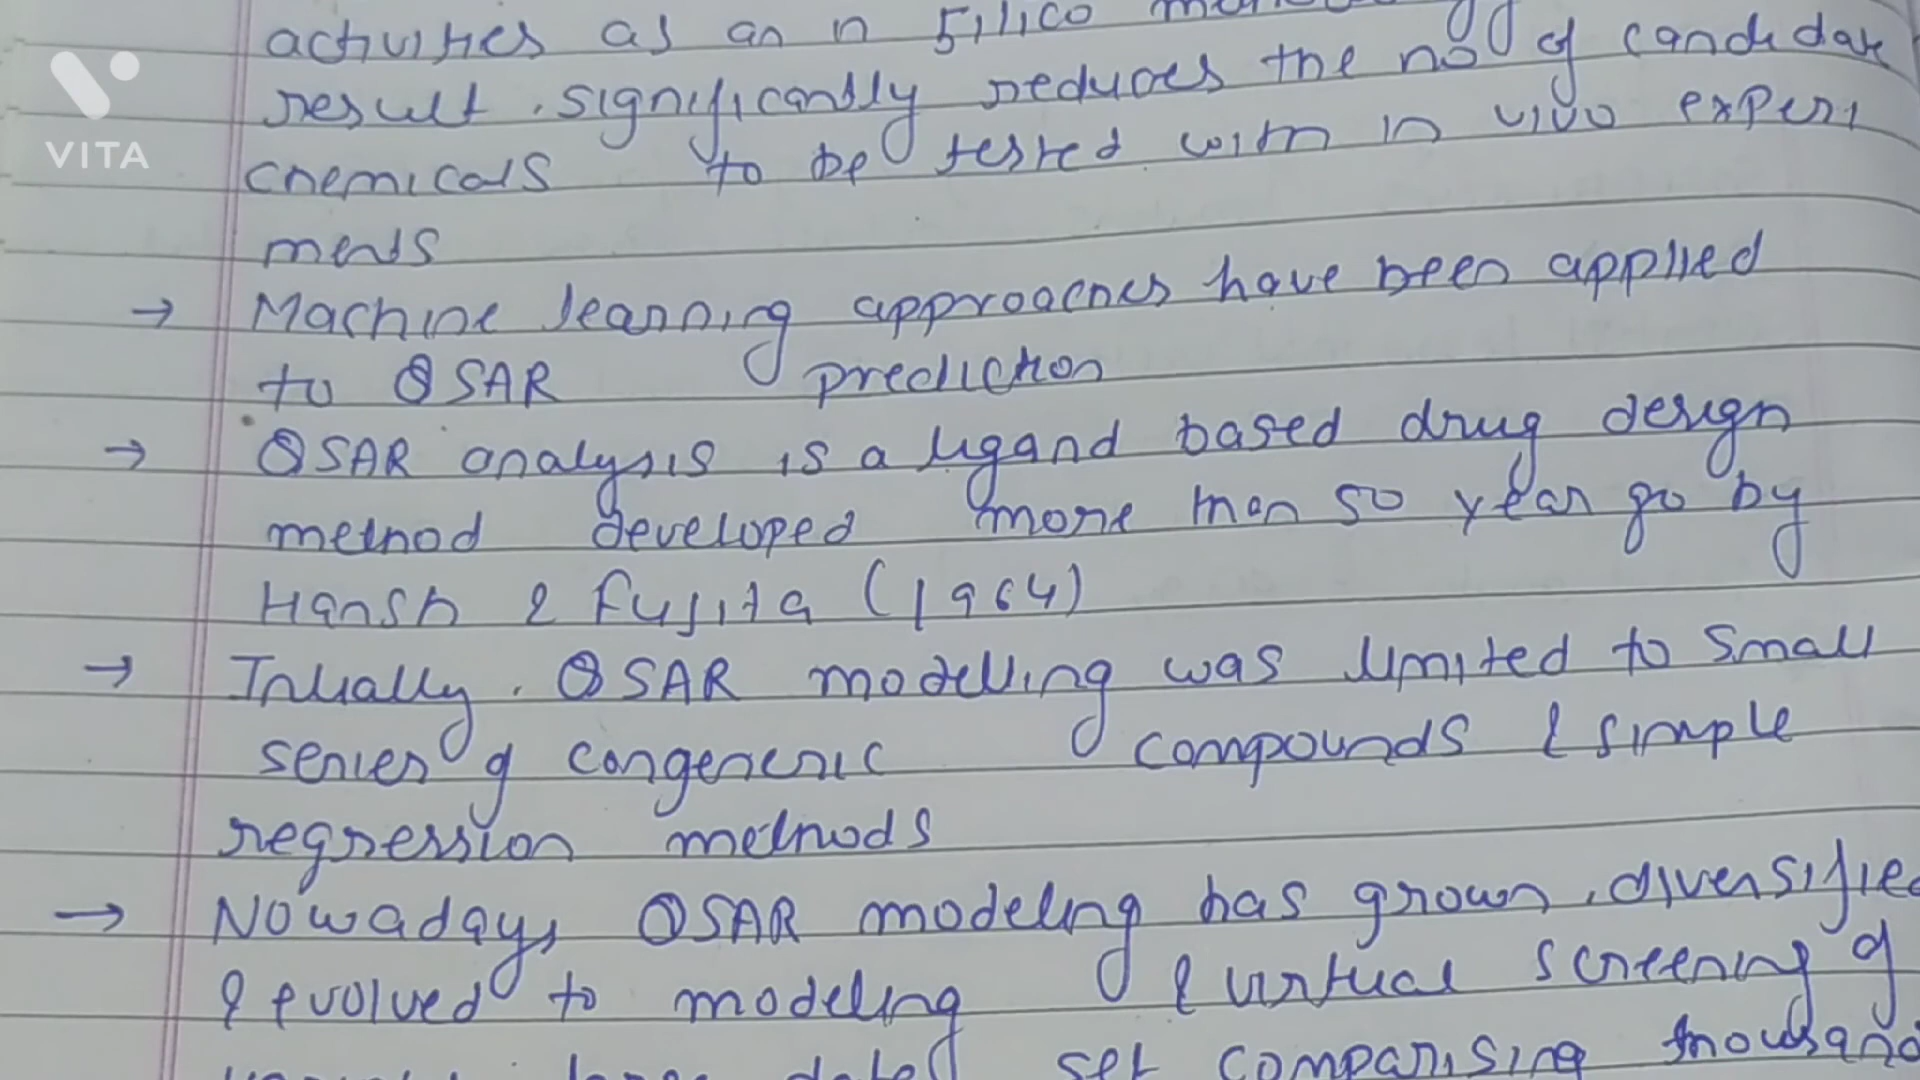 activities as an n silico
result. significantly reduces the no of candidate
VITA
chemicals to be tested with in vivo experi
ments
→ Machine learning approaches have been applied
to QSAR prediction
→ QSAR analysis is a ligand based drug design
method developed more than 50 year go by
Hansh & Fujita (1964)
→ Initially, QSAR modelling was limited to small
series of congeneric compounds & simple
regression methods
→ Nowadays QSAR modeling has grown, diversified
& evolved to modeling & virtual screening of
large data set comparising thousand